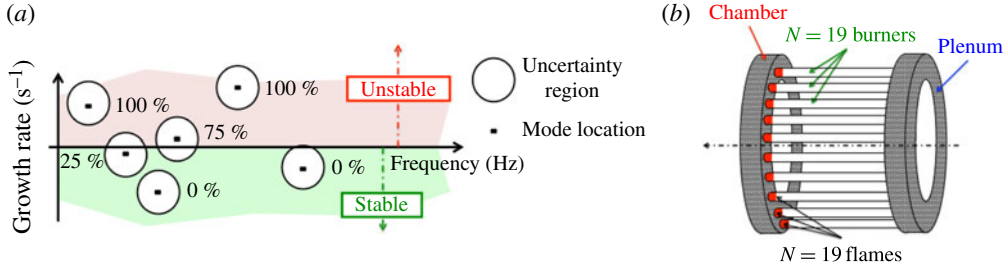 (a)
Growth rate (s⁻¹)
100 %
100 %
75 %
25 %
0 %
0 %
Unstable
Frequency (Hz)
Stable
Uncertainty
region
Mode location
(b)
Chamber
N = 19 burners
Plenum
N = 19 flames